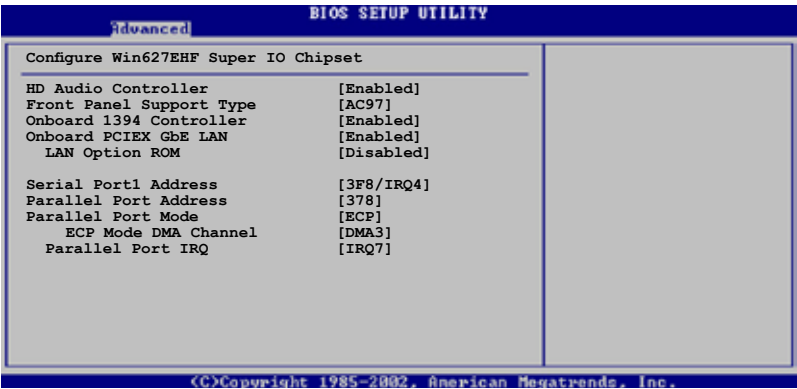 BIOS SETUP UTILITY
Advanced
Configure Win627EHF Super IO Chipset
HD Audio Controller [Enabled]
Front Panel Support Type [AC97]
Onboard 1394 Controller [Enabled]
Onboard PCIEX GbE LAN [Enabled]
LAN Option ROM [Disabled]
Serial Port1 Address [3F8/IRQ4]
Parallel Port Address [378]
Parallel Port Mode [ECP]
ECP Mode DMA Channel [DMA3]
Parallel Port IRQ [IRQ7]
(C)Copyright 1985-2002, American Megatrends, Inc.